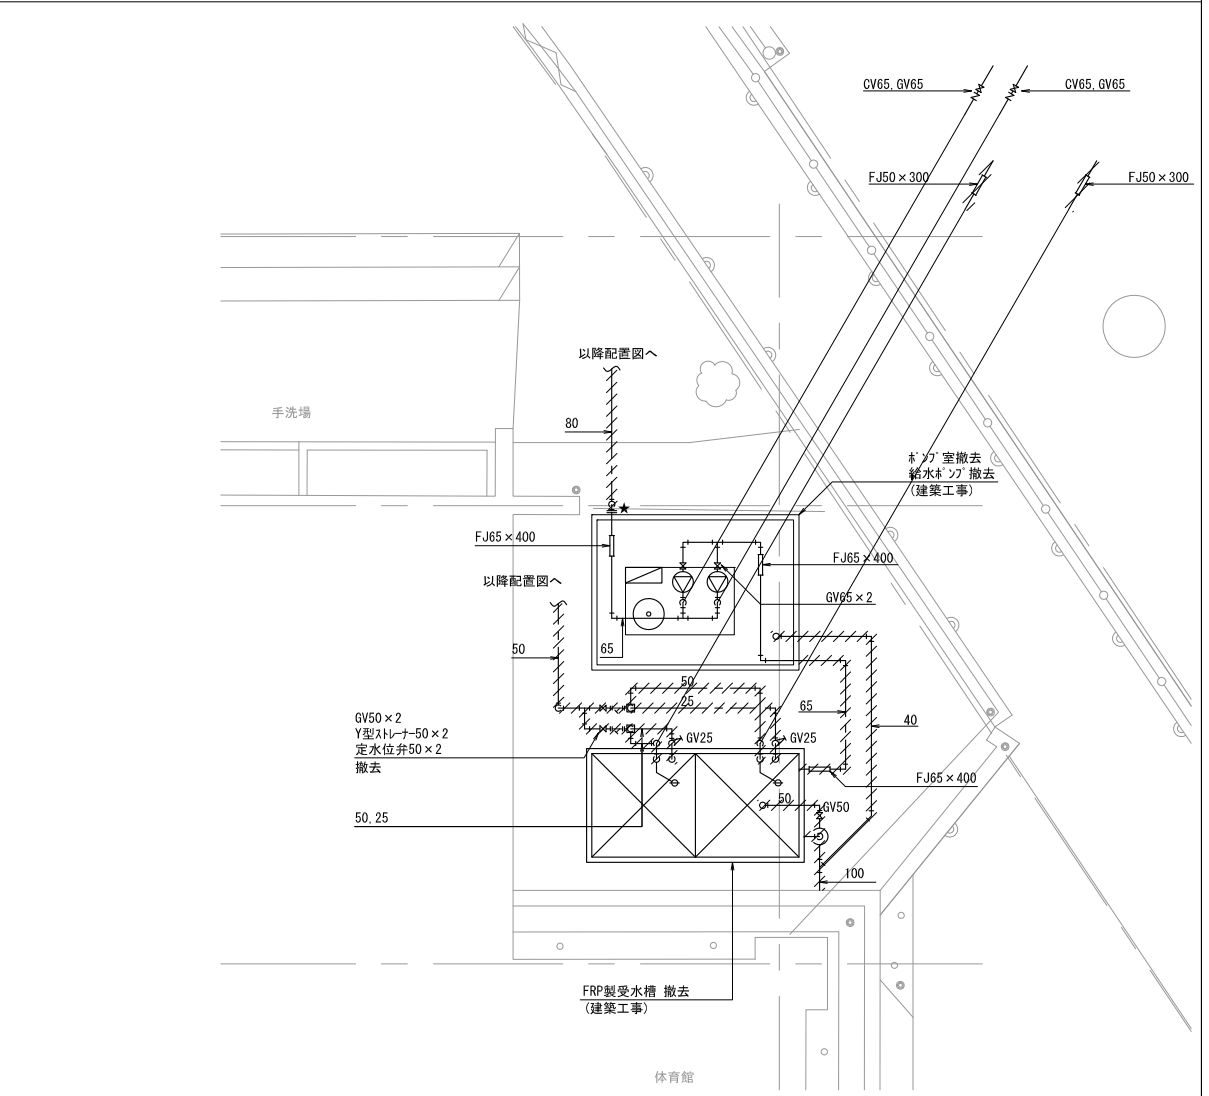 CV65, GV65
CV65, GV65
FJ50×300
FJ50×300
以降配置図へ
手洗場
80
ポンプ室撤去
給水ポンプ撤去
(建築工事)
FJ65×400
FJ65×400
以降配置図へ
GV65×2
50
65
50
25
65
40
GV50×2
Y型ストレーナー50×2
定水位弁50×2
撤去
GV25
GV25
FJ65×400
50
GV50
50, 25
100
FRP製受水槽 撤去
(建築工事)
体育館